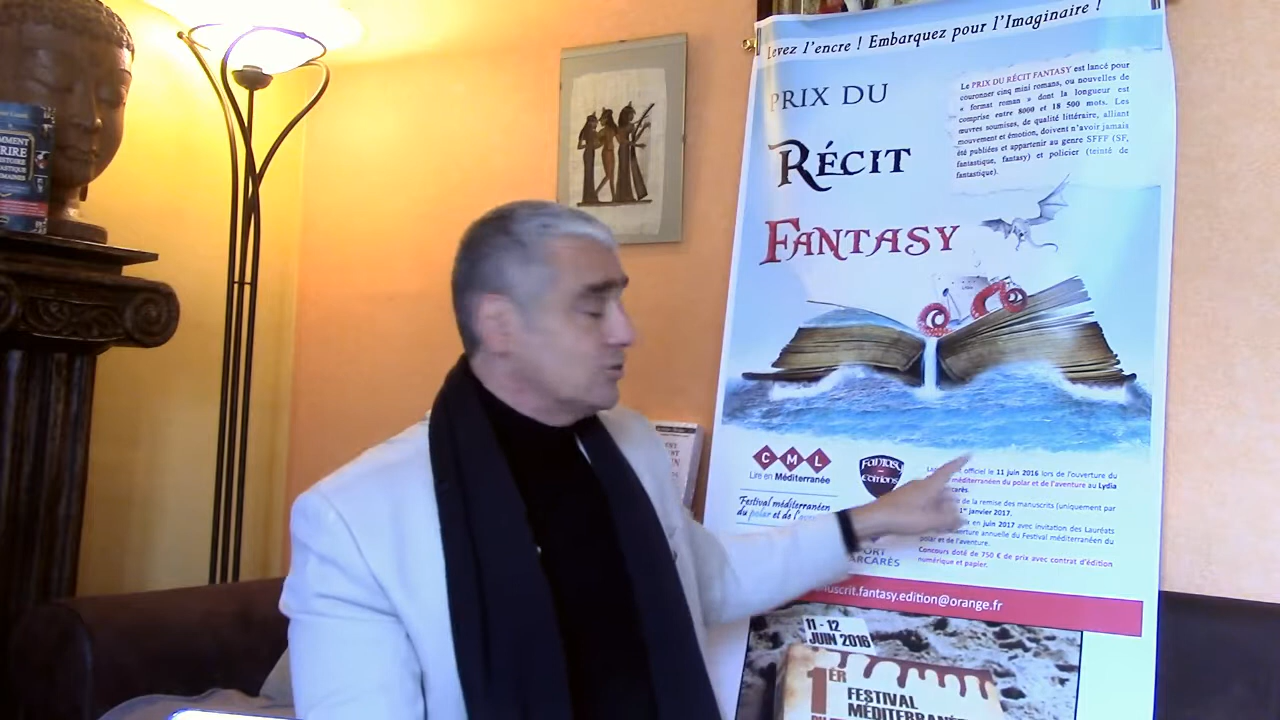 Levez l'encre ! Embarquez pour l'Imaginaire !
PRIX DU
RÉCIT
FANTASY
Le PRIX DU RÉCIT FANTASY est lancé pour
couronner cinq mini romans, ou nouvelles de
« format roman » dont la longueur est
comprise entre 8000 et 18 500 mots. Les
œuvres soumises, de qualité littéraire, alliant
mouvement et émotion, doivent n'avoir jamais
été publiées et appartenir au genre SFFF (SF,
fantastique, fantasy) et policier (teinté de
fantastique).
CML
Lire en Méditerranée
Festival méditerranéen
du polar et de l'
FANTASY
EDITIONS
officiel le 11 juin 2016 lors de l'ouverture du
méditerranéen du polar et de l'aventure au Lydia
de la remise des manuscrits (uniquement par
1er janvier 2017.
en juin 2017 avec invitation des Lauréats
annuelle du Festival méditerranéen du
polar et de l'aventure.
Concours doté de 750 € de prix avec contrat d'édition
numérique et papier.
ARCARÈS
uscrit.fantasy.edition@orange.fr
11 - 12
JUIN 2016
1ER
FESTIVAL
MÉDITERRANÉ